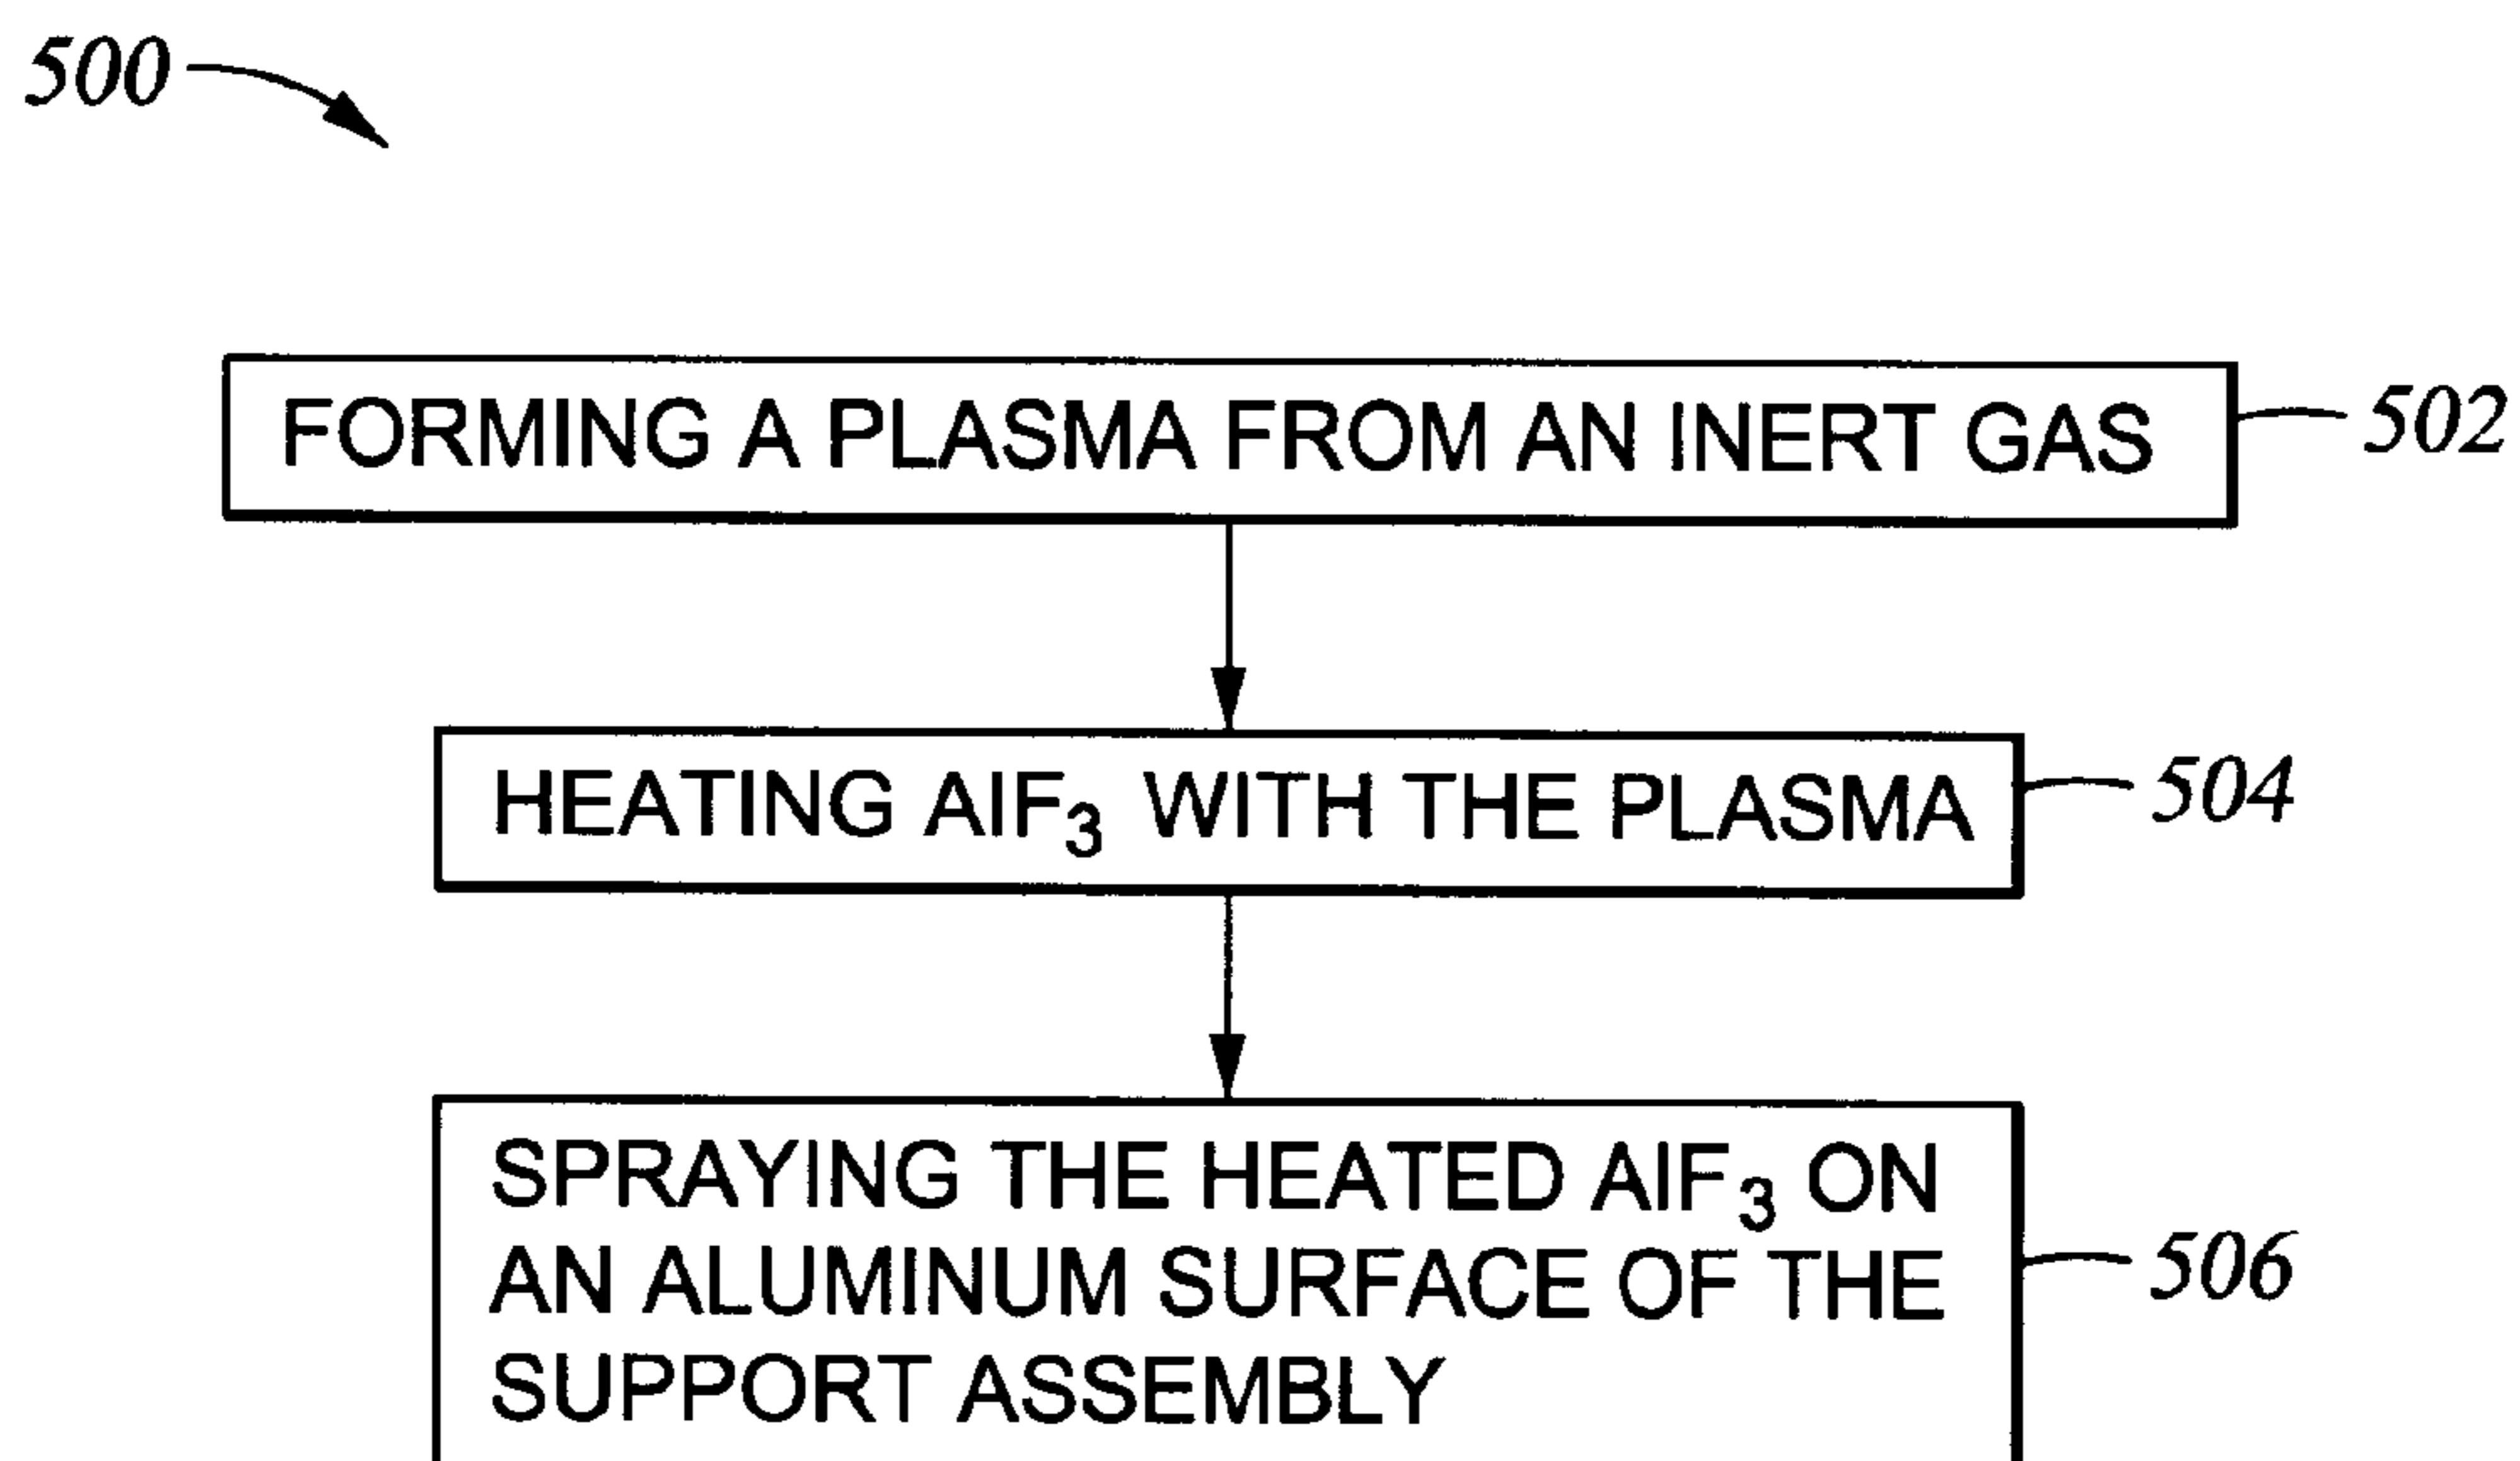 500
FORMING A PLASMA FROM AN INERT GAS
502
HEATING AlF₃ WITH THE PLASMA
504
SPRAYING THE HEATED AlF₃ ON
AN ALUMINUM SURFACE OF THE
506
SUPPORT ASSEMBLY